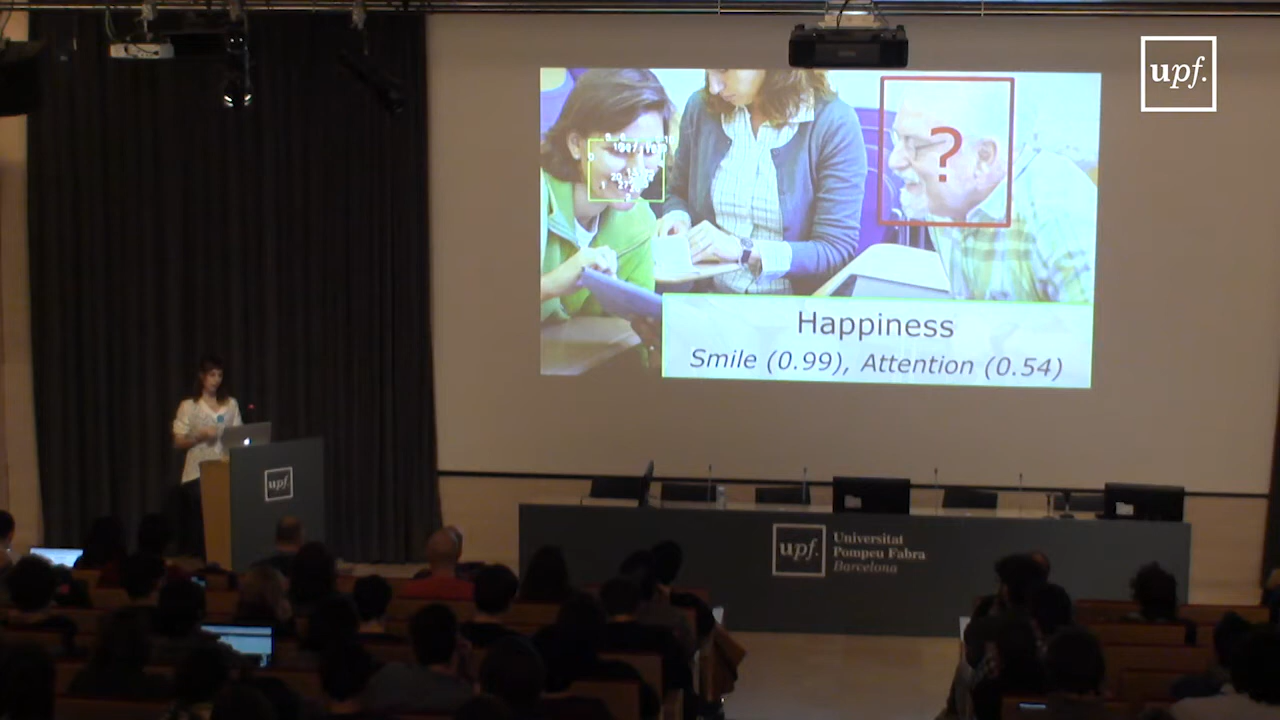 upf.
?
Happiness
Smile (0.99), Attention (0.54)
upf.
upf.
Universitat
Pompeu Fabra
Barcelona